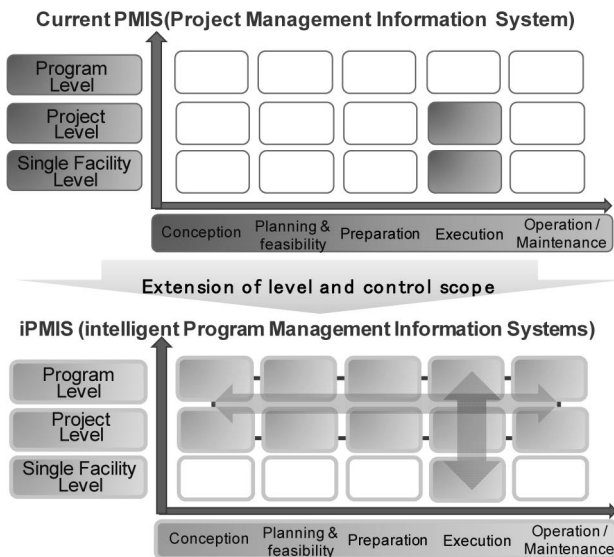 Current PMIS(Project Management Information System)
Program
Level
Project
Level
Single Facility
Level
Conception
Planning &
feasibility
Preparation
Execution
Operation /
Maintenance
Extension of level and control scope
iPMIS (intelligent Program Management Information Systems)
Program
Level
Project
Level
Single Facility
Level
Conception
Planning &
feasibility
Preparation
Execution
Operation /
Maintenance